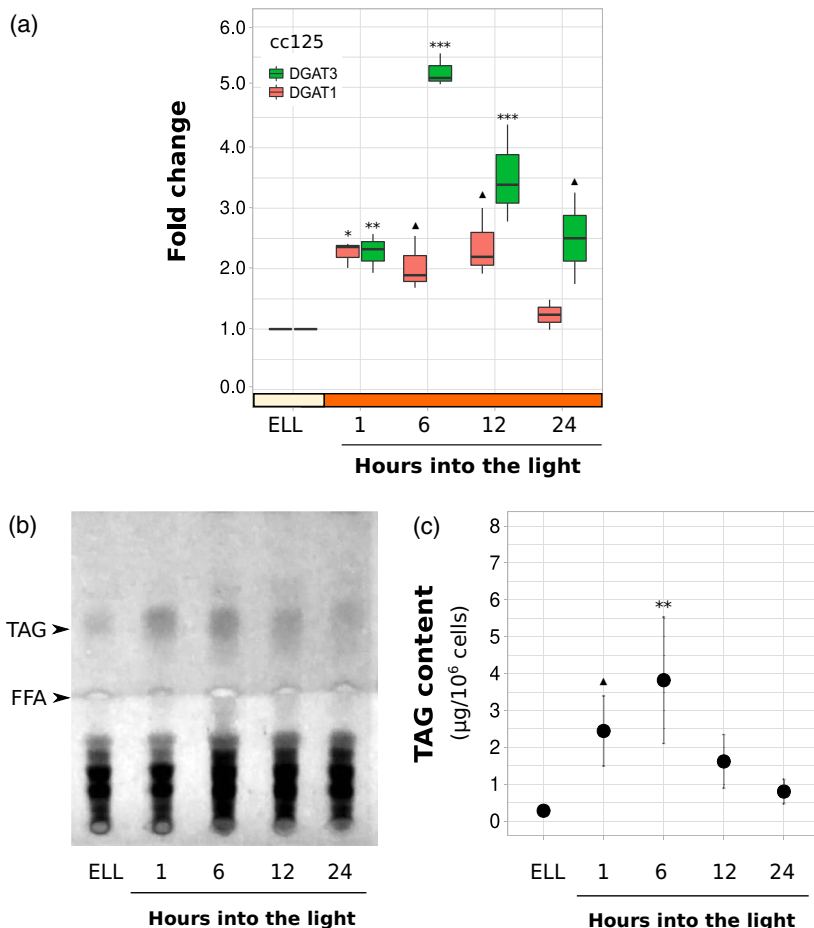 (a)
6.0
5.0
4.0
3.0
2.0
1.0
0.0
Fold change
cc125
DGAT3
DGAT1
*
**
▲
***
▲
***
▲
ELL 1 6 12 24
Hours into the light
(b)
TAG
FFA
ELL 1 6 12 24
Hours into the light
(c)
8
7
6
5
4
3
2
1
0
TAG content
(µg/10⁶ cells)
▲
**
ELL 1 6 12 24
Hours into the light